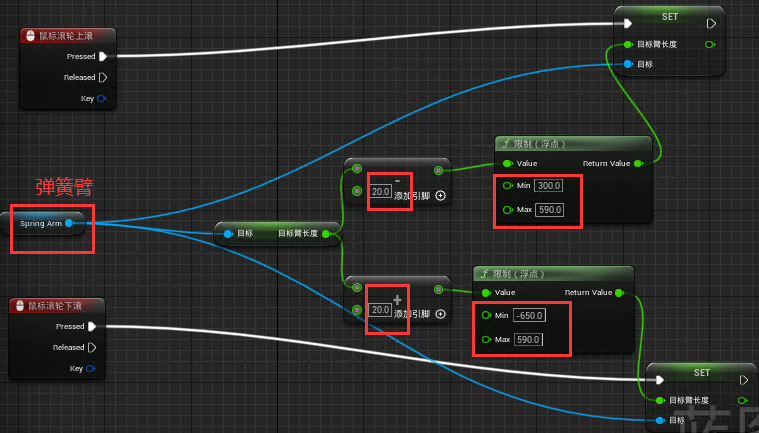 鼠标滚轮上滚
Pressed
Released
Key
SET
目标臂长度
目标
弹簧臂
Spring Arm
目标 目标臂长度
-
20.0 添加引脚
f 限制（浮点）
Value Return Value
Min 300.0
Max 590.0
+
20.0 添加引脚
f 限制（浮点）
Value Return Value
Min -650.0
Max 590.0
鼠标滚轮下滚
Pressed
Released
Key
SET
目标臂长度
目标